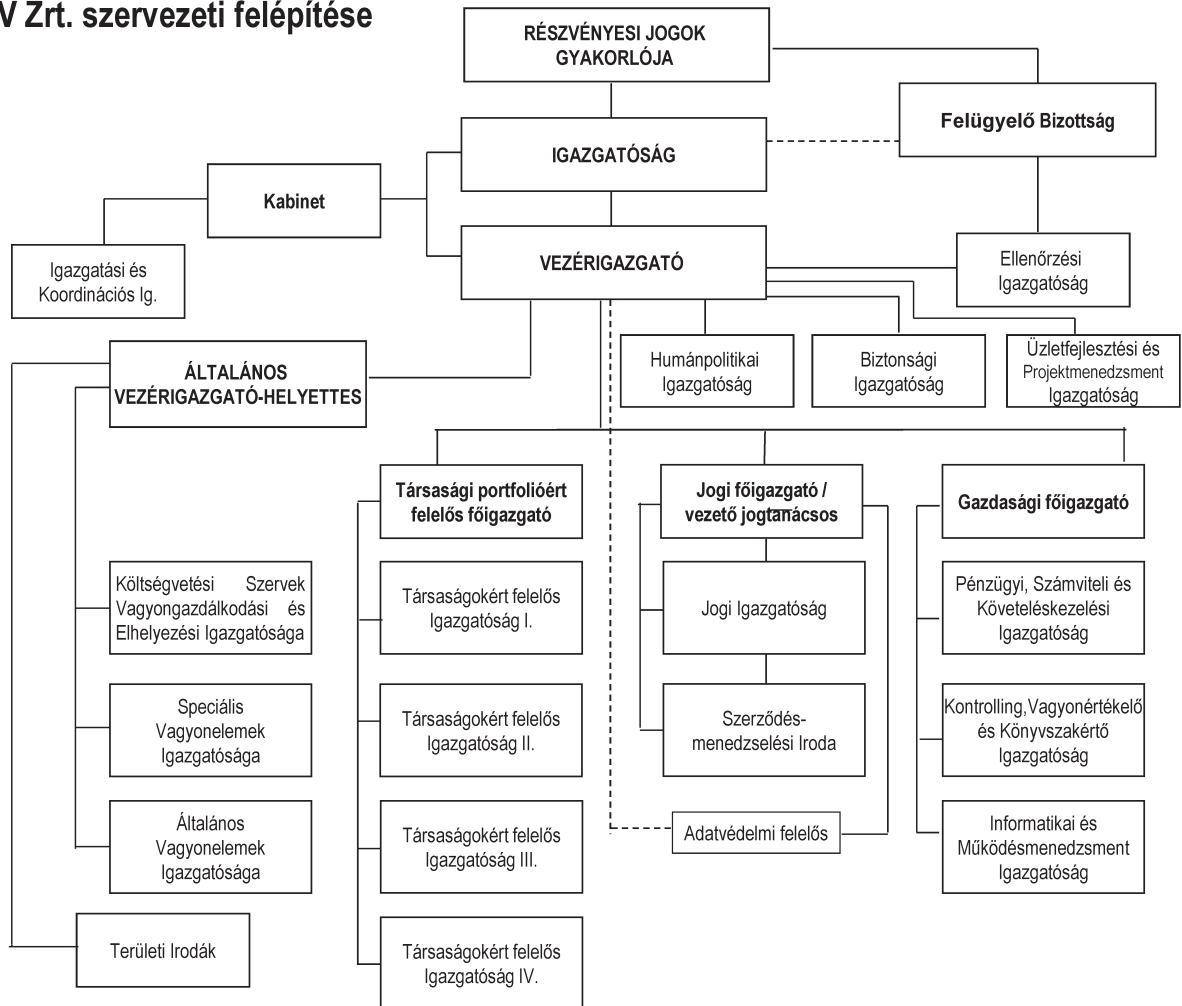 V Zrt. szervezeti felépítése
RÉSZVÉNYESI JOGOK
GYAKORLÓJA
Felügyelő Bizottság
IGAZGATÓSÁG
Kabinet
VEZÉRIGAZGATÓ
Ellenőrzési
Igazgatóság
Igazgatási és
Koordinációs Ig.
Humánpolitikai
Igazgatóság
Biztonsági
Igazgatóság
Üzletfejlesztési és
Projektmenedzsment
Igazgatóság
ÁLTALÁNOS
VEZÉRIGAZGATÓ-HELYETTES
Társasági portfolióért
felelős főigazgató
Jogi főigazgató /
vezető jogtanácsos
Gazdasági főigazgató
Költségvetési Szervek
Vagyongazdálkodási és
Elhelyezési Igazgatósága
Társaságokért felelős
Igazgatóság I.
Jogi Igazgatóság
Pénzügyi, Számviteli és
Követeléskezelési
Igazgatóság
Speciális
Vagyonelemek
Igazgatósága
Társaságokért felelős
Igazgatóság II.
Szerződés-
menedzselési Iroda
Kontrolling,Vagyonértékelő
és Könyvszakértő
Igazgatóság
Általános
Vagyonelemek
Igazgatósága
Társaságokért felelős
Igazgatóság III.
Adatvédelmi felelős
Informatikai és
Működésmenedzsment
Igazgatóság
Területi Irodák
Társaságokért felelős
Igazgatóság IV.